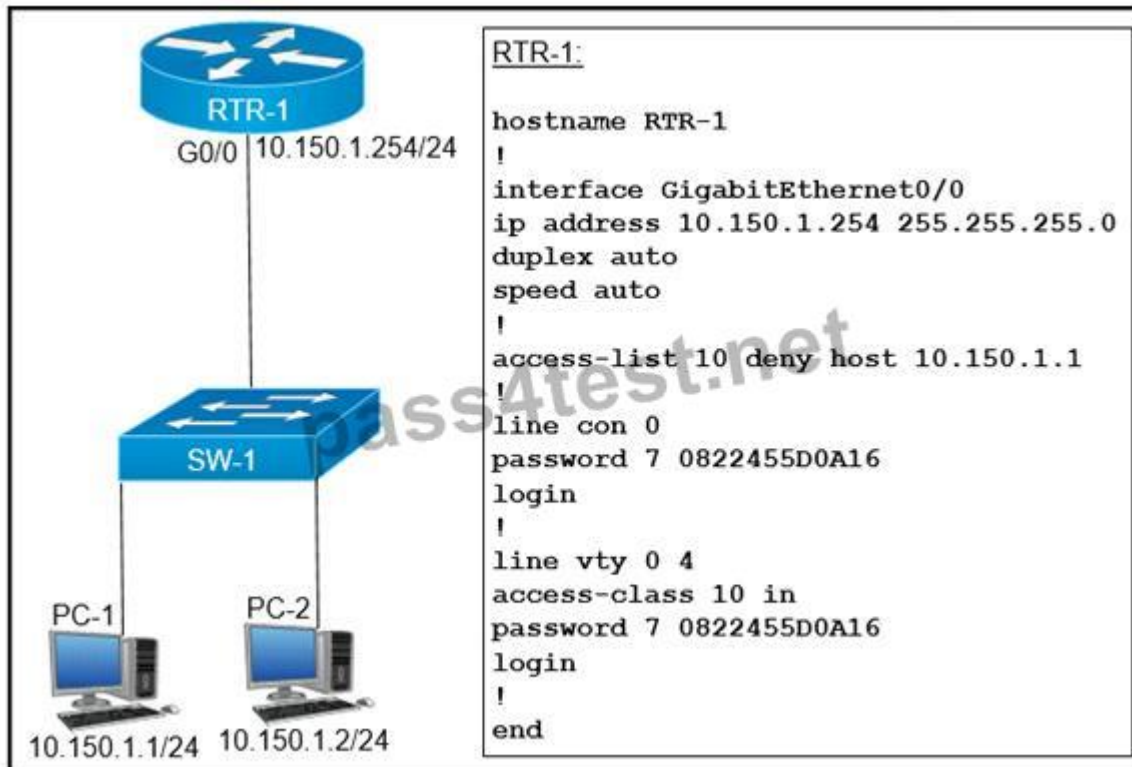 RTR-1
G0/0 10.150.1.254/24
SW-1
PC-1
PC-2
10.150.1.1/24
10.150.1.2/24
RTR-1:
hostname RTR-1
!
interface GigabitEthernet0/0
ip address 10.150.1.254 255.255.255.0
duplex auto
speed auto
!
access-list 10 deny host 10.150.1.1
!
line con 0
password 7 0822455D0A16
login
!
line vty 0 4
access-class 10 in
password 7 0822455D0A16
login
!
end
pass4test.net